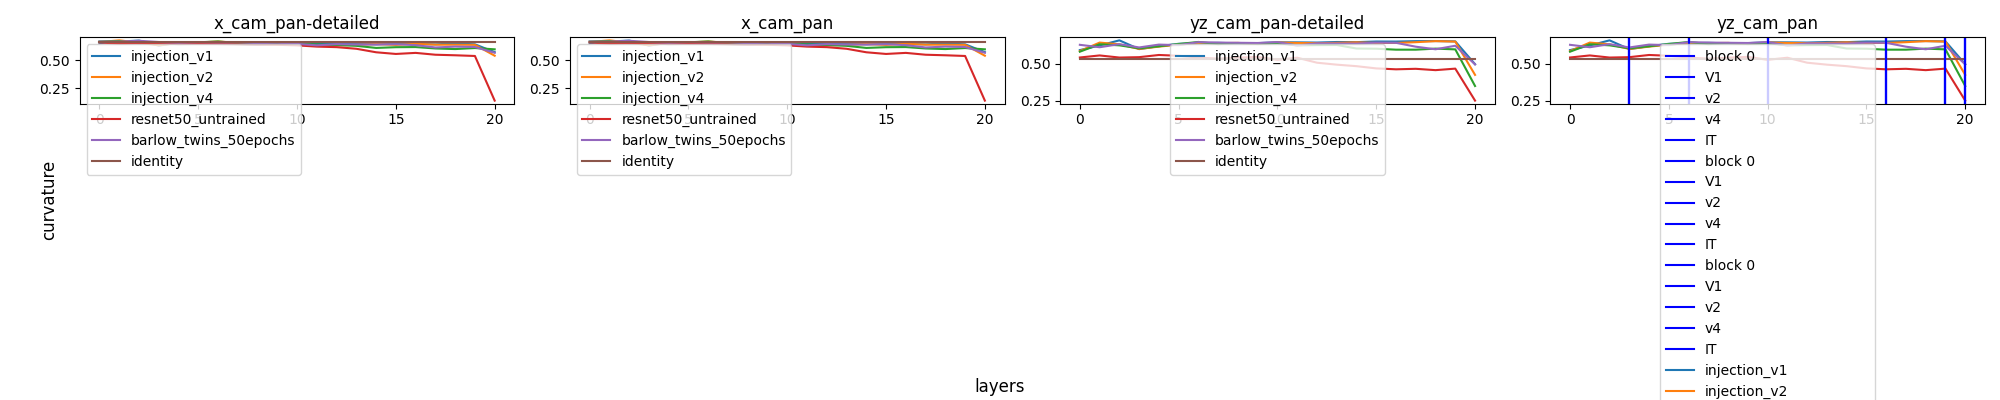 x_cam_pan-detailed
x_cam_pan
yz_cam_pan-detailed
yz_cam_pan
curvature
0.50
0.25
0
5
10
15
20
injection_v1
injection_v2
injection_v4
resnet50_untrained
barlow_twins_50epochs
identity
0.50
0.25
0
5
10
15
20
injection_v1
injection_v2
injection_v4
resnet50_untrained
barlow_twins_50epochs
identity
0.50
0.25
0
5
10
15
20
injection_v1
injection_v2
injection_v4
resnet50_untrained
barlow_twins_50epochs
identity
0.50
0.25
0
5
10
15
20
block 0
V1
v2
v4
IT
block 0
V1
v2
v4
IT
block 0
V1
v2
v4
IT
injection_v1
injection_v2
layers